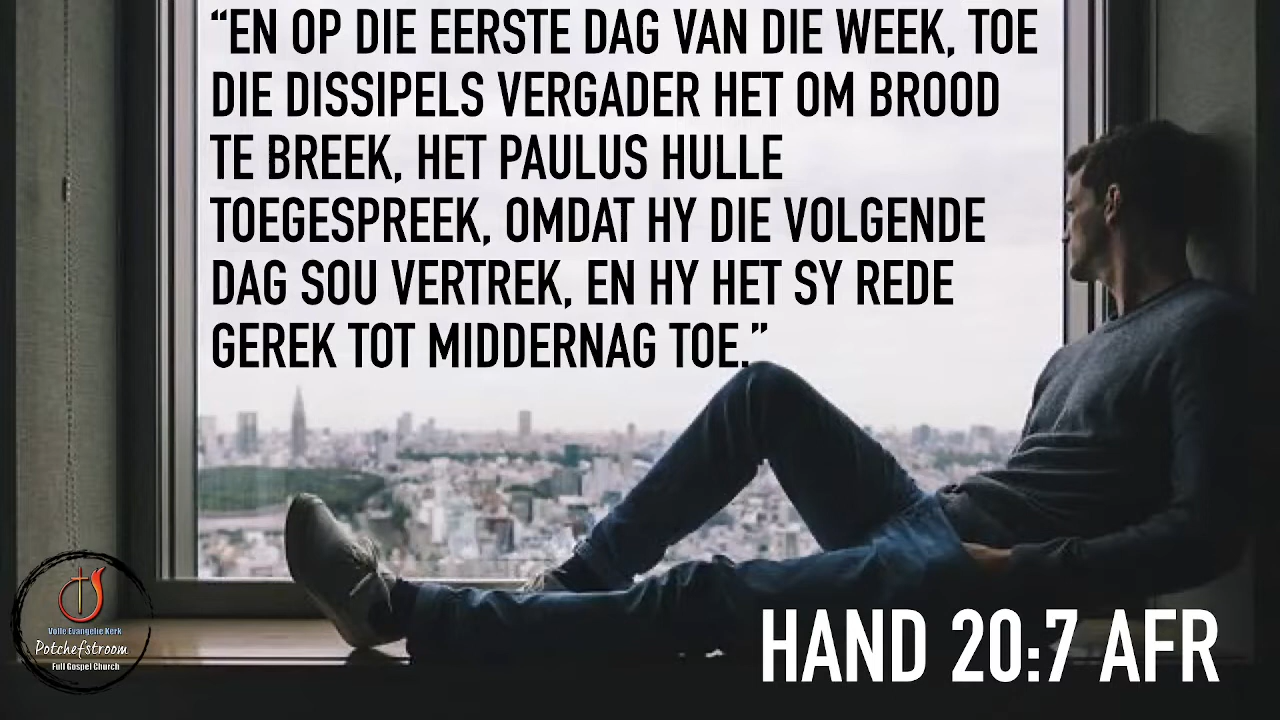 “EN OP DIE EERSTE DAG VAN DIE WEEK, TOE
DIE DISSIPELS VERGADER HET OM BROOD
TE BREEK, HET PAULUS HULLE
TOEGESPREEK, OMDAT HY DIE VOLGENDE
DAG SOU VERTREK, EN HY HET SY REDE
GEREK TOT MIDDERNAG TOE.”
Volle Evangelie Kerk
Potchefstroom
Full Gospel Church
HAND 20:7 AFR